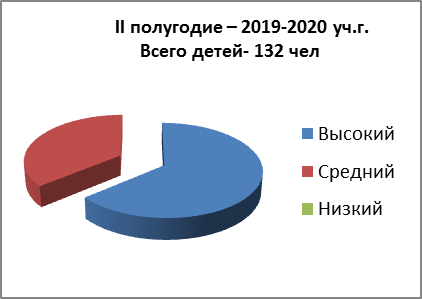 II полугодие – 2019-2020 уч.г.
Всего детей- 132 чел
Высокий
Средний
Низкий